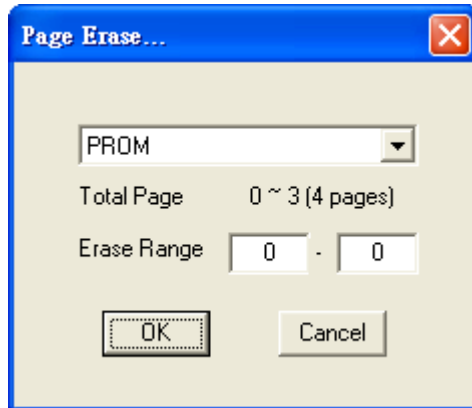 Page Erase...
PROM
Total Page 0 ~ 3 (4 pages)
Erase Range 0 - 0
OK Cancel